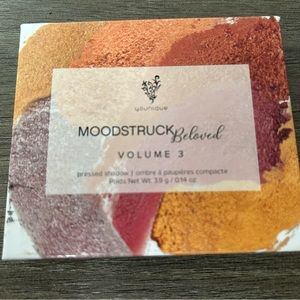 younique
MOODSTRUCK Beloved
VOLUME 3
pressed shadow / ombre à paupières compacte
Poids Net Wt. 3.9 g / 0.14 oz